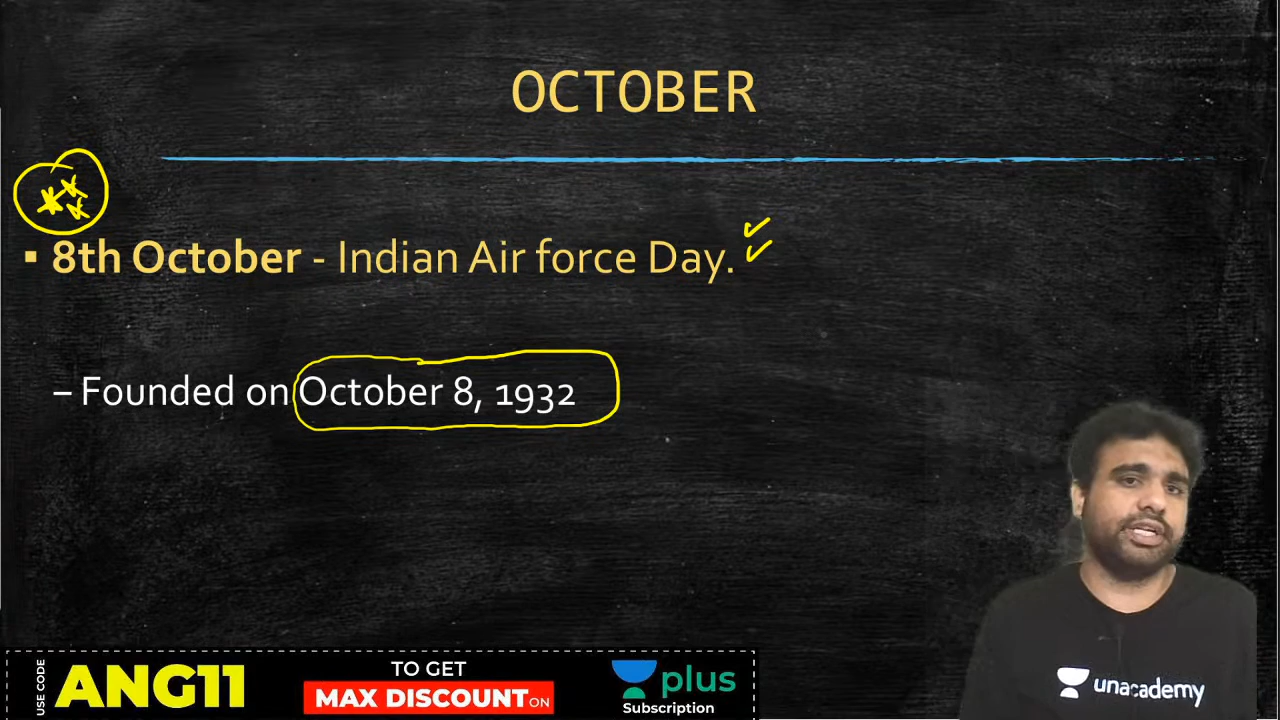 OCTOBER
▪ 8th October - Indian Air force Day.
– Founded on October 8, 1932
USE CODE
ANG11
TO GET
MAX DISCOUNT ON
plus
Subscription
unacademy